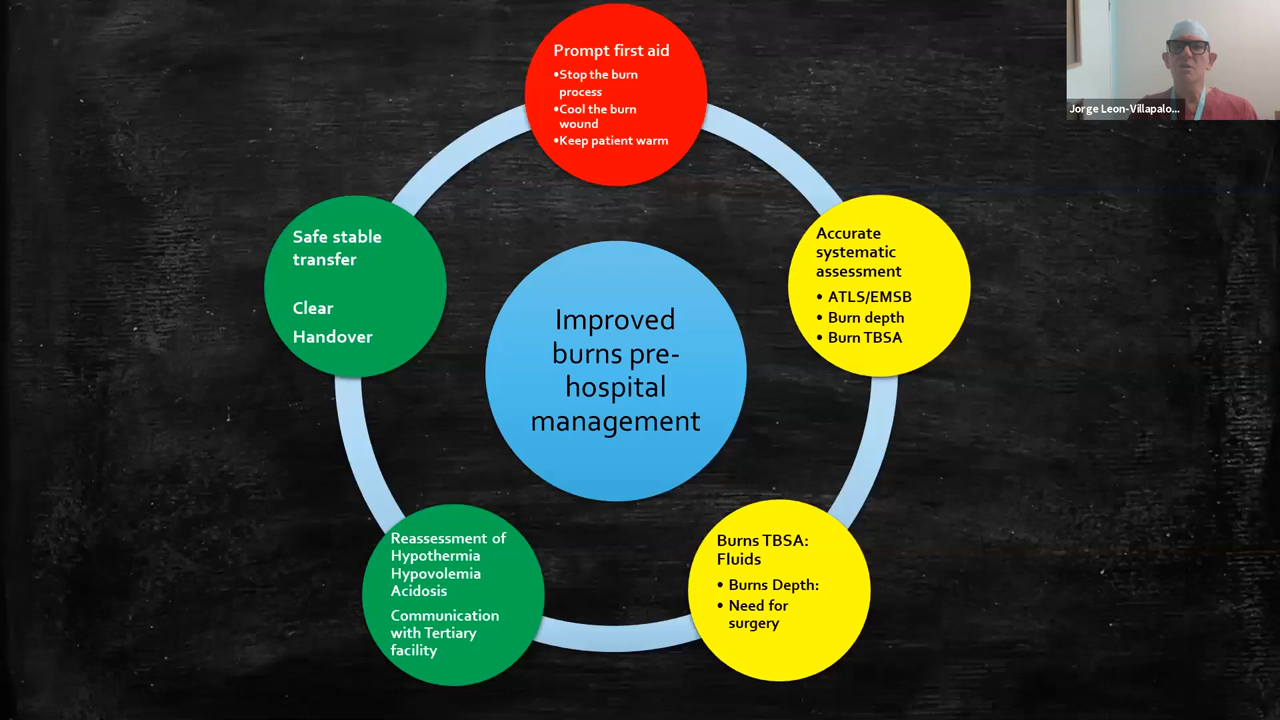 Prompt first aid
•Stop the burn
process
•Cool the burn
wound
•Keep patient warm
Jorge Leon-Villapalo...
Accurate
systematic
assessment
• ATLS/EMSB
• Burn depth
• Burn TBSA
Burns TBSA:
Fluids
• Burns Depth:
• Need for
surgery
Reassessment of
Hypothermia
Hypovolemia
Acidosis
Communication
with Tertiary
facility
Safe stable
transfer
Clear
Handover
Improved
burns pre-
hospital
management